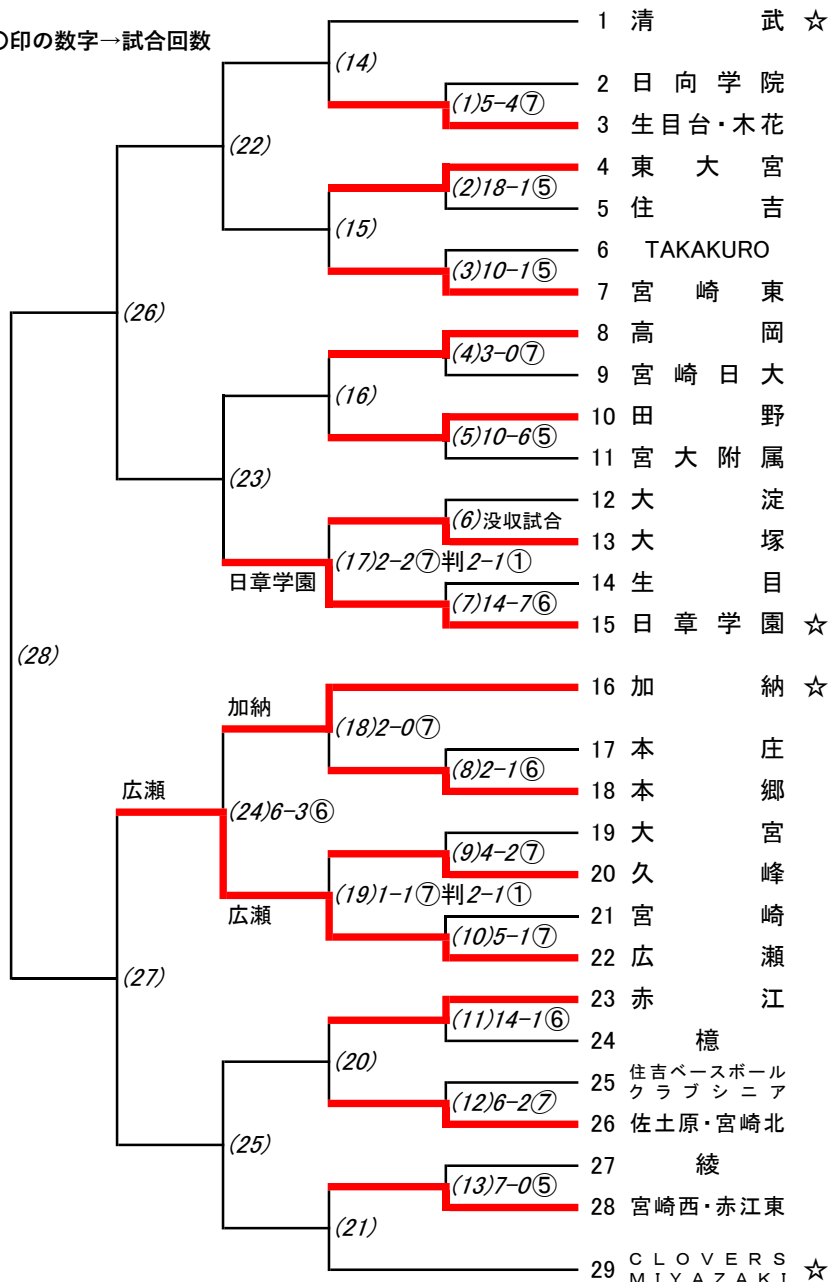 〇印の数字→試合回数
1 清武 ☆
(14)
2 日向学院
(1)5-4⑦
3 生目台・木花
(22)
4 東大宮
(2)18-1⑤
5 住吉
(15)
6 TAKAKURO
(3)10-1⑤
7 宮崎東
(26)
8 高岡
(4)3-0⑦
9 宮崎日大
(16)
10 田野
(5)10-6⑤
11 宮大附属
(23)
12 大淀
(6)没収試合
13 大塚
(17)2-2⑦判2-1①
日章学園
14 生目
(7)14-7⑥
15 日章学園 ☆
(28)
16 加納 ☆
加納
(18)2-0⑦
17 本庄
(8)2-1⑥
18 本郷
広瀬
(24)6-3⑥
19 大宮
(9)4-2⑦
20 久峰
(19)1-1⑦判2-1①
広瀬
21 宮崎
(10)5-1⑦
22 広瀬
(27)
23 赤江
(11)14-1⑥
24 檍
(20)
25 住吉ベースボール
クラブシニア
(12)6-2⑦
26 佐土原・宮崎北
(25)
27 綾
(13)7-0⑤
28 宮崎西・赤江東
(21)
29 CLOVERS
MIYAZAKI ☆